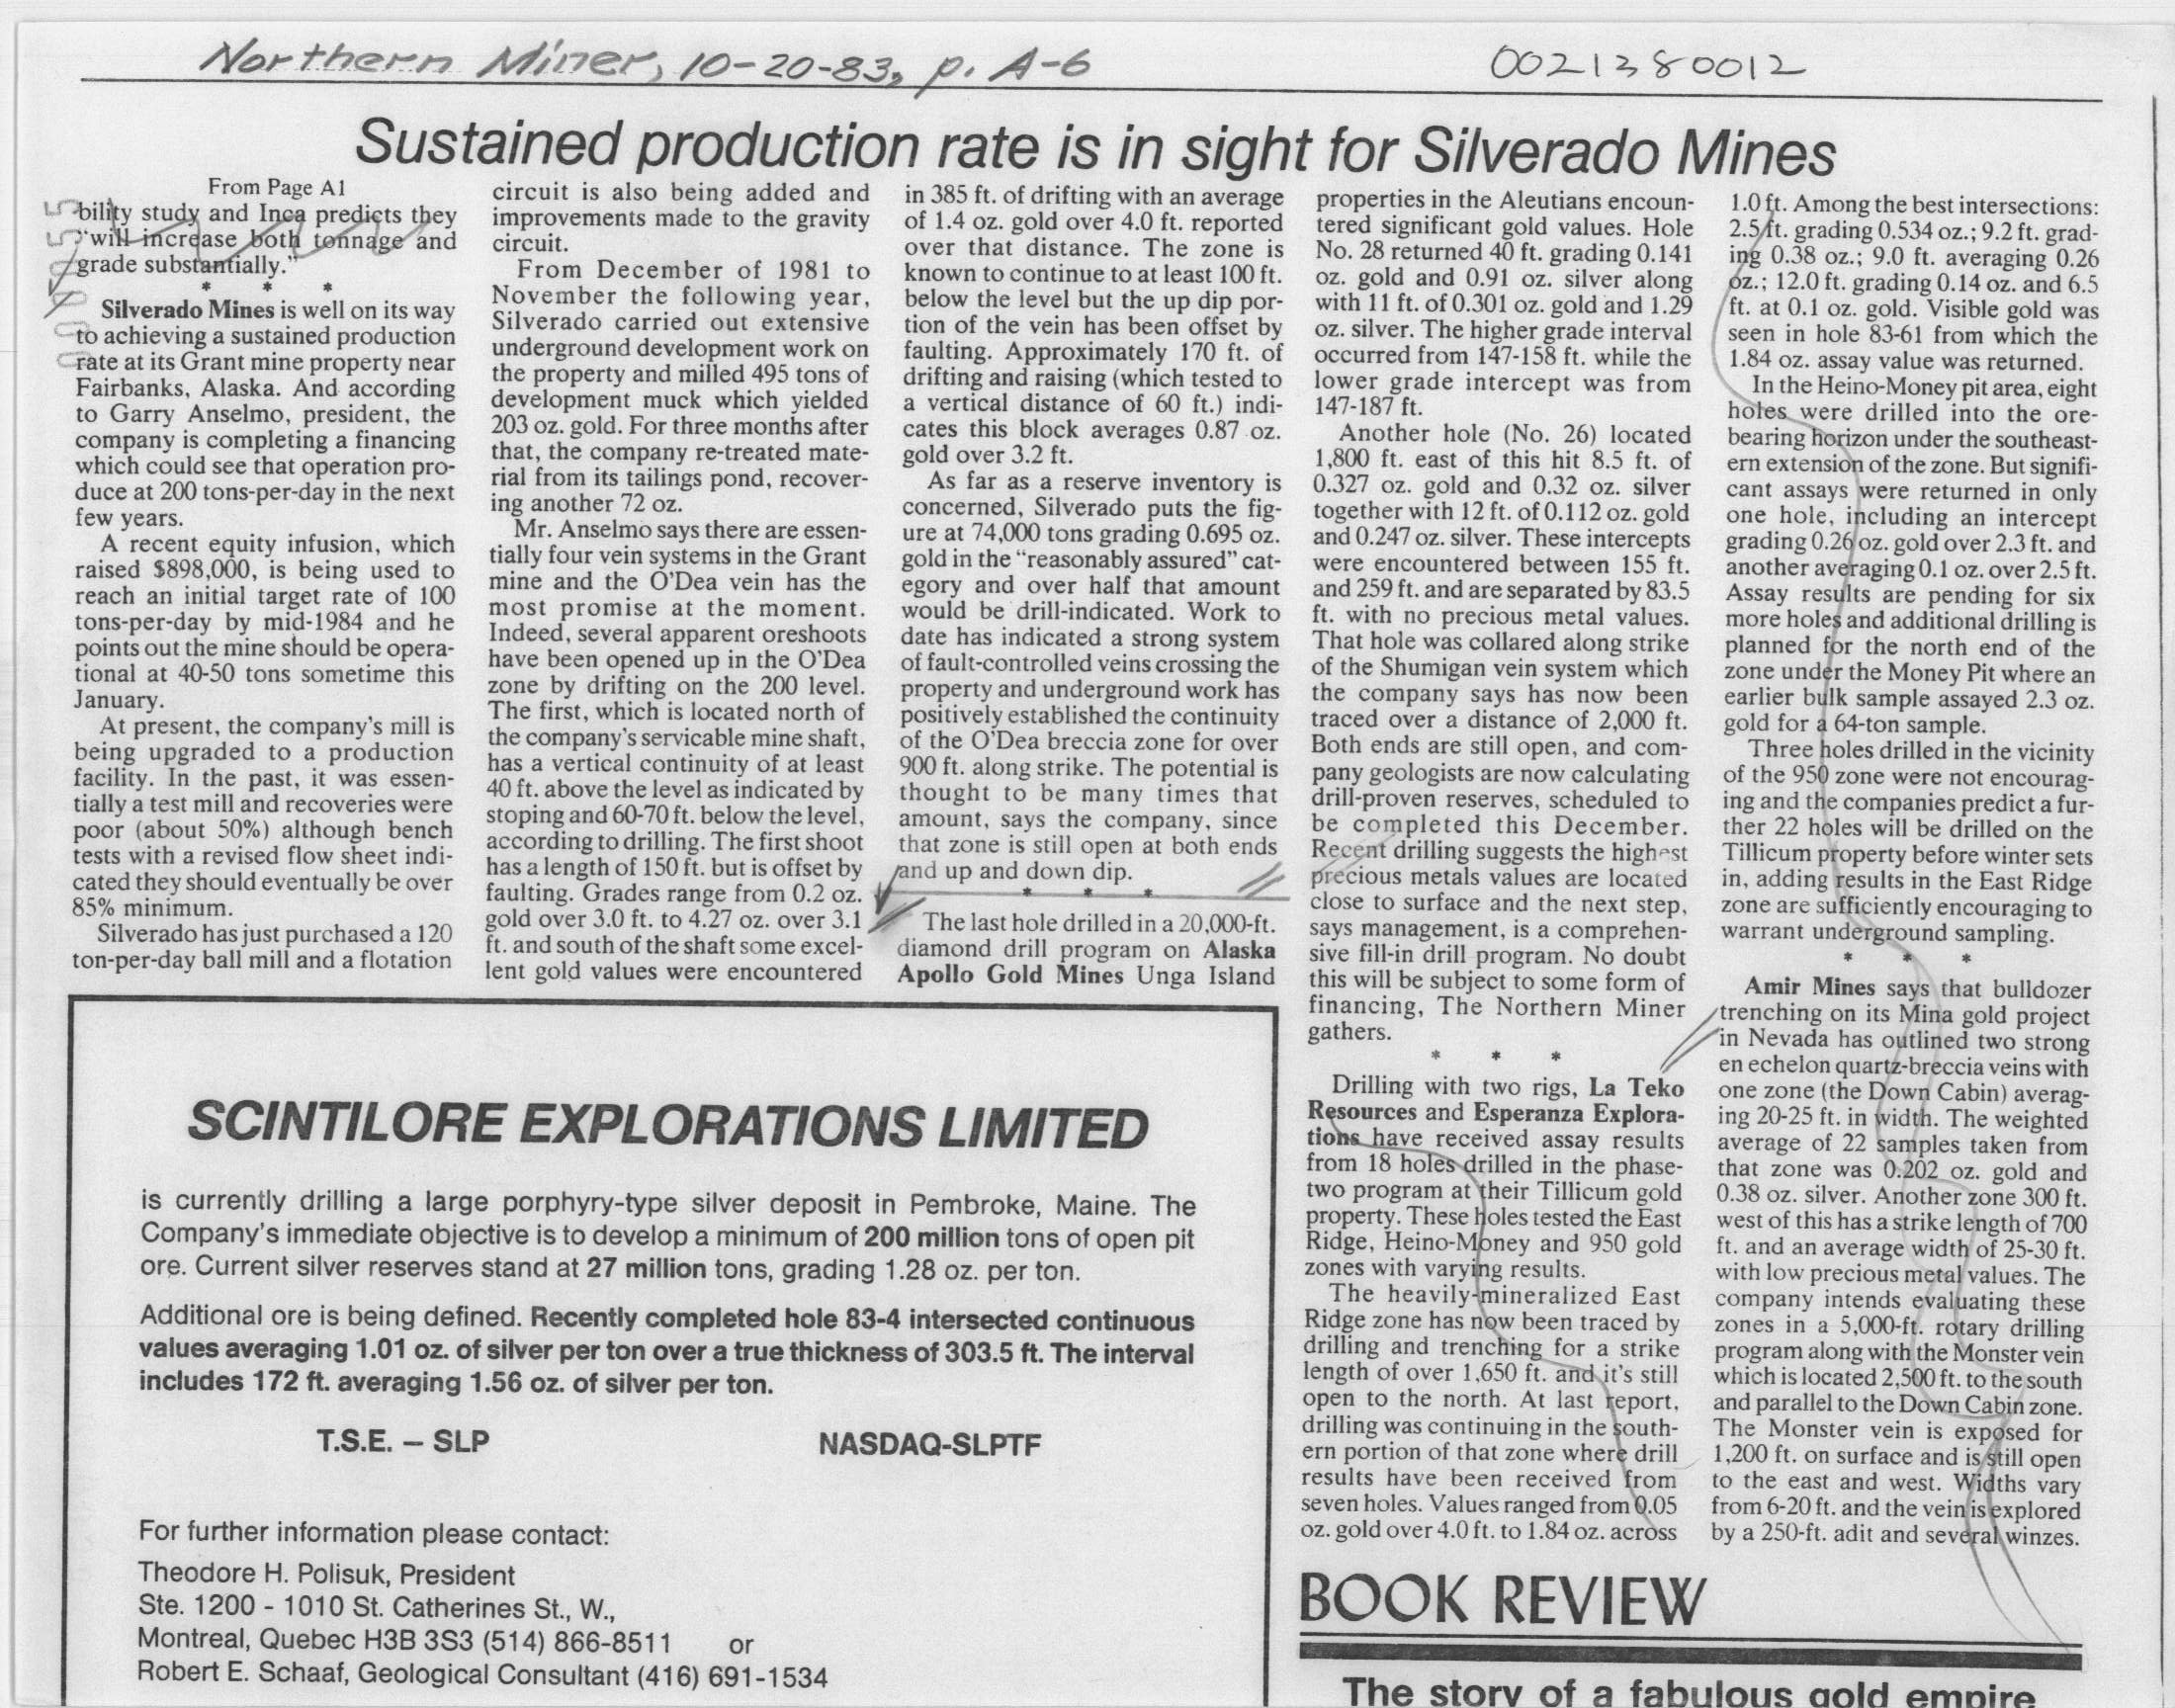 Northern Miner, 10-20-83, p. A-6
0021380012
Sustained production rate is in sight for Silverado Mines
From Page A1
bility study and Inca predicts they
"will increase both tonnage and
grade substantially."
* * *
Silverado Mines is well on its way
to achieving a sustained production
rate at its Grant mine property near
Fairbanks, Alaska. And according
to Garry Anselmo, president, the
company is completing a financing
which could see that operation pro-
duce at 200 tons-per-day in the next
few years.
A recent equity infusion, which
raised $898,000, is being used to
reach an initial target rate of 100
tons-per-day by mid-1984 and he
points out the mine should be opera-
tional at 40-50 tons sometime this
January.
At present, the company's mill is
being upgraded to a production
facility. In the past, it was essen-
tially a test mill and recoveries were
poor (about 50%) although bench
tests with a revised flow sheet indi-
cated they should eventually be over
85% minimum.
Silverado has just purchased a 120
ton-per-day ball mill and a flotation
circuit is also being added and
improvements made to the gravity
circuit.
From December of 1981 to
November the following year,
Silverado carried out extensive
underground development work on
the property and milled 495 tons of
development muck which yielded
203 oz. gold. For three months after
that, the company re-treated mate-
rial from its tailings pond, recover-
ing another 72 oz.
Mr. Anselmo says there are essen-
tially four vein systems in the Grant
mine and the O'Dea vein has the
most promise at the moment.
Indeed, several apparent oreshoots
have been opened up in the O'Dea
zone by drifting on the 200 level.
The first, which is located north of
the company's servicable mine shaft,
has a vertical continuity of at least
40 ft. above the level as indicated by
stoping and 60-70 ft. below the level,
according to drilling. The first shoot
has a length of 150 ft. but is offset by
faulting. Grades range from 0.2 oz.
gold over 3.0 ft. to 4.27 oz. over 3.1
ft. and south of the shaft some excel-
lent gold values were encountered
in 385 ft. of drifting with an average
of 1.4 oz. gold over 4.0 ft. reported
over that distance. The zone is
known to continue to at least 100 ft.
below the level but the up dip por-
tion of the vein has been offset by
faulting. Approximately 170 ft. of
drifting and raising (which tested to
a vertical distance of 60 ft.) indi-
cates this block averages 0.87 oz.
gold over 3.2 ft.
As far as a reserve inventory is
concerned, Silverado puts the fig-
ure at 74,000 tons grading 0.695 oz.
gold in the "reasonably assured" cat-
egory and over half that amount
would be drill-indicated. Work to
date has indicated a strong system
of fault-controlled veins crossing the
property and underground work has
positively established the continuity
of the O'Dea breccia zone for over
900 ft. along strike. The potential is
thought to be many times that
amount, says the company, since
that zone is still open at both ends
and up and down dip.
* * *
The last hole drilled in a 20,000-ft.
diamond drill program on Alaska
Apollo Gold Mines Unga Island
properties in the Aleutians encoun-
tered significant gold values. Hole
No. 28 returned 40 ft. grading 0.141
oz. gold and 0.91 oz. silver along
with 11 ft. of 0.301 oz. gold and 1.29
oz. silver. The higher grade interval
occurred from 147-158 ft. while the
lower grade intercept was from
147-187 ft.
Another hole (No. 26) located
1,800 ft. east of this hit 8.5 ft. of
0.327 oz. gold and 0.32 oz. silver
together with 12 ft. of 0.112 oz. gold
and 0.247 oz. silver. These intercepts
were encountered between 155 ft.
and 259 ft. and are separated by 83.5
ft. with no precious metal values.
That hole was collared along strike
of the Shumigan vein system which
the company says has now been
traced over a distance of 2,000 ft.
Both ends are still open, and com-
pany geologists are now calculating
drill-proven reserves, scheduled to
be completed this December.
Recent drilling suggests the highest
precious metals values are located
close to surface and the next step,
says management, is a comprehen-
sive fill-in drill program. No doubt
this will be subject to some form of
financing, The Northern Miner
gathers.
* * *
Drilling with two rigs, La Teko
Resources and Esperanza Explora-
tions have received assay results
from 18 holes drilled in the phase-
two program at their Tillicum gold
property. These holes tested the East
Ridge, Heino-Money and 950 gold
zones with varying results.
The heavily-mineralized East
Ridge zone has now been traced by
drilling and trenching for a strike
length of over 1,650 ft. and it's still
open to the north. At last report,
drilling was continuing in the south-
ern portion of that zone where drill
results have been received from
seven holes. Values ranged from 0.05
oz. gold over 4.0 ft. to 1.84 oz. across
1.0 ft. Among the best intersections:
2.5 ft. grading 0.534 oz.; 9.2 ft. grad-
ing 0.38 oz.; 9.0 ft. averaging 0.26
oz.; 12.0 ft. grading 0.14 oz. and 6.5
ft. at 0.1 oz. gold. Visible gold was
seen in hole 83-61 from which the
1.84 oz. assay value was returned.
In the Heino-Money pit area, eight
holes were drilled into the ore-
bearing horizon under the southeast-
ern extension of the zone. But signifi-
cant assays were returned in only
one hole, including an intercept
grading 0.26 oz. gold over 2.3 ft. and
another averaging 0.1 oz. over 2.5 ft.
Assay results are pending for six
more holes and additional drilling is
planned for the north end of the
zone under the Money Pit where an
earlier bulk sample assayed 2.3 oz.
gold for a 64-ton sample.
Three holes drilled in the vicinity
of the 950 zone were not encourag-
ing and the companies predict a fur-
ther 22 holes will be drilled on the
Tillicum property before winter sets
in, adding results in the East Ridge
zone are sufficiently encouraging to
warrant underground sampling.
* * *
Amir Mines says that bulldozer
trenching on its Mina gold project
in Nevada has outlined two strong
en echelon quartz-breccia veins with
one zone (the Down Cabin) averag-
ing 20-25 ft. in width. The weighted
average of 22 samples taken from
that zone was 0.202 oz. gold and
0.38 oz. silver. Another zone 300 ft.
west of this has a strike length of 700
ft. and an average width of 25-30 ft.
with low precious metal values. The
company intends evaluating these
zones in a 5,000-ft. rotary drilling
program along with the Monster vein
which is located 2,500 ft. to the south
and parallel to the Down Cabin zone.
The Monster vein is exposed for
1,200 ft. on surface and is still open
to the east and west. Widths vary
from 6-20 ft. and the vein is explored
by a 250-ft. adit and several winzes.
SCINTILORE EXPLORATIONS LIMITED
is currently drilling a large porphyry-type silver deposit in Pembroke, Maine. The
Company's immediate objective is to develop a minimum of 200 million tons of open pit
ore. Current silver reserves stand at 27 million tons, grading 1.28 oz. per ton.
Additional ore is being defined. Recently completed hole 83-4 intersected continuous
values averaging 1.01 oz. of silver per ton over a true thickness of 303.5 ft. The interval
includes 172 ft. averaging 1.56 oz. of silver per ton.
T.S.E. – SLP NASDAQ-SLPTF
For further information please contact:
Theodore H. Polisuk, President
Ste. 1200 - 1010 St. Catherines St., W.,
Montreal, Quebec H3B 3S3 (514) 866-8511 or
Robert E. Schaaf, Geological Consultant (416) 691-1534
BOOK REVIEW
The story of a fabulous gold empire